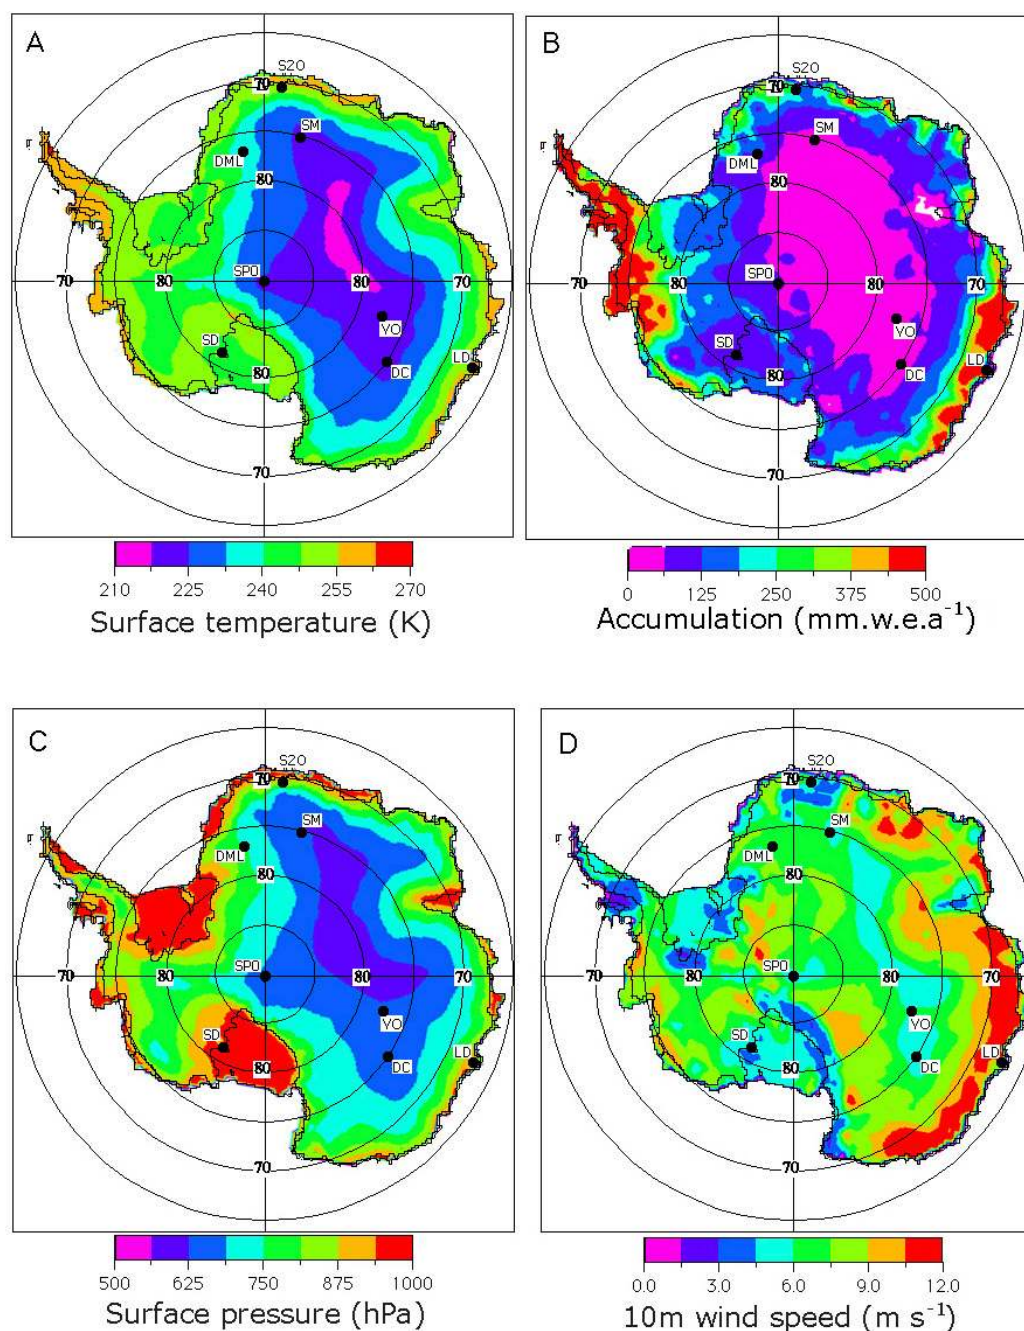 A
S20
70
SM
DML
80
SPO
70
80
80
70
VO
SD
LD
DC
80
70
210 225 240 255 270
Surface temperature (K)
B
S20
70
SM
DML
80
SPO
70
80
80
70
VO
SD
LD
DC
80
70
0 125 250 375 500
Accumulation (mm.w.e.a⁻¹)
C
S20
70
SM
DML
80
SPO
70
80
80
70
VO
SD
LD
DC
80
70
500 625 750 875 1000
Surface pressure (hPa)
D
S20
70
SM
DML
80
SPO
70
80
80
70
VO
SD
LD
DC
80
70
0.0 3.0 6.0 9.0 12.0
10m wind speed (m s⁻¹)